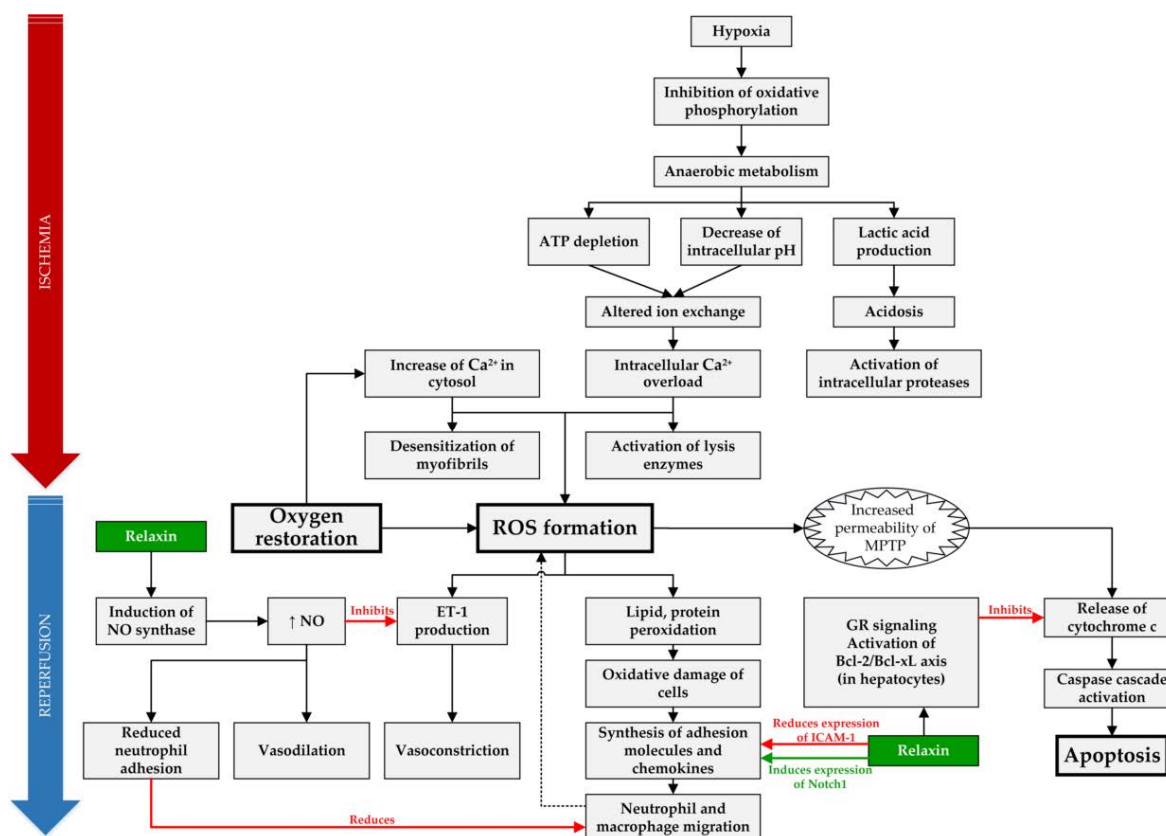 Hypoxia
Inhibition of oxidative
phosphorylation
Anaerobic metabolism
ATP depletion
Decrease of
intracellular pH
Lactic acid
production
ISCHEMIA
Altered ion exchange
Acidosis
Increase of Ca²⁺ in
cytosol
Intracellular Ca²⁺
overload
Activation of
intracellular proteases
Desensitization of
myofibrils
Activation of lysis
enzymes
Oxygen
restoration
ROS formation
Increased
permeability of
MPTP
Relaxin
REPERFUSION
Induction of
NO synthase
↑ NO
Inhibits
ET-1
production
Lipid, protein
peroxidation
GR signaling
Activation of
Bcl-2/Bcl-xL axis
(in hepatocytes)
Inhibits
Release of
cytochrome c
Oxidative damage of
cells
Caspase cascade
activation
Reduced
neutrophil
adhesion
Vasodilation
Vasoconstriction
Synthesis of adhesion
molecules and
chemokines
Reduces expression
of ICAM-1
Induces expression
of Notch1
Relaxin
Apoptosis
Reduces
Neutrophil and
macrophage migration